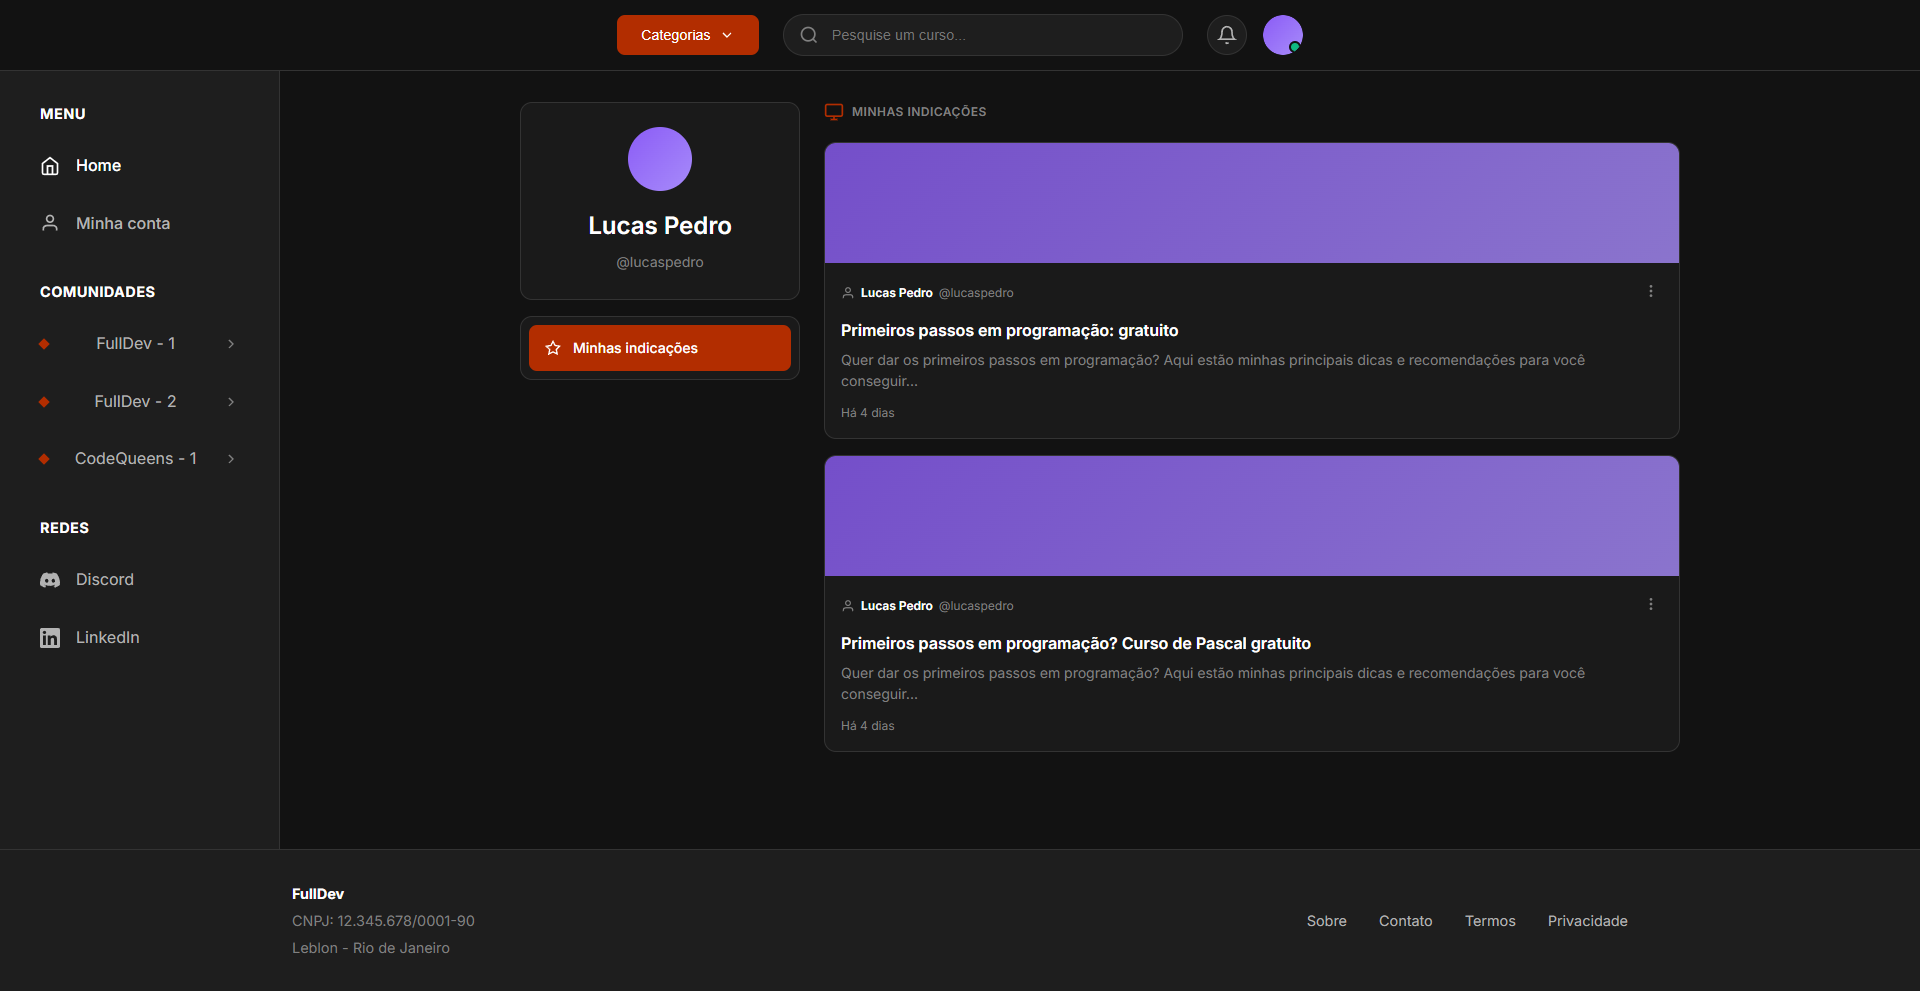 Categorias
Pesquise um curso...
MENU
Home
Minha conta
COMUNIDADES
FullDev - 1
FullDev - 2
CodeQueens - 1
REDES
Discord
LinkedIn
Lucas Pedro
@lucaspedro
Minhas indicações
MINHAS INDICAÇÕES
Lucas Pedro @lucaspedro
Primeiros passos em programação: gratuito
Quer dar os primeiros passos em programação? Aqui estão minhas principais dicas e recomendações para você
conseguir...
Há 4 dias
Lucas Pedro @lucaspedro
Primeiros passos em programação? Curso de Pascal gratuito
Quer dar os primeiros passos em programação? Aqui estão minhas principais dicas e recomendações para você
conseguir...
Há 4 dias
FullDev
CNPJ: 12.345.678/0001-90
Leblon - Rio de Janeiro
Sobre Contato Termos Privacidade